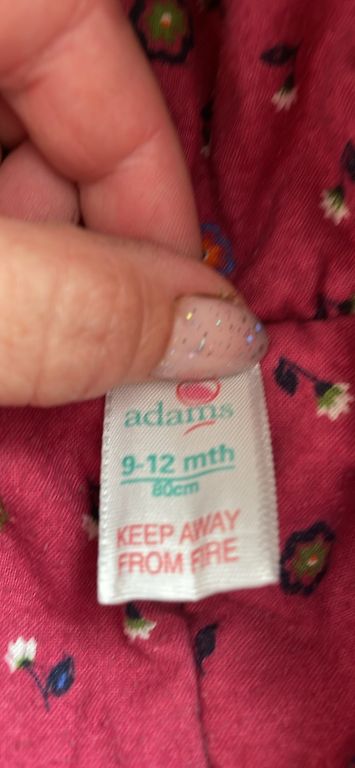 adams
9-12 mth
80cm
KEEP AWAY
FROM FIRE